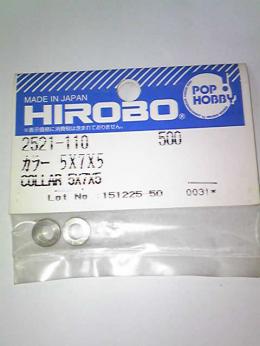 MADE IN JAPAN
POP HOBBY
HIROBO®
※表示価格に消費税は含まれておりません。
2521-110 500
カラー 5X7X5
COLLAR 5X7X5
Lot No :151225-50 0031*